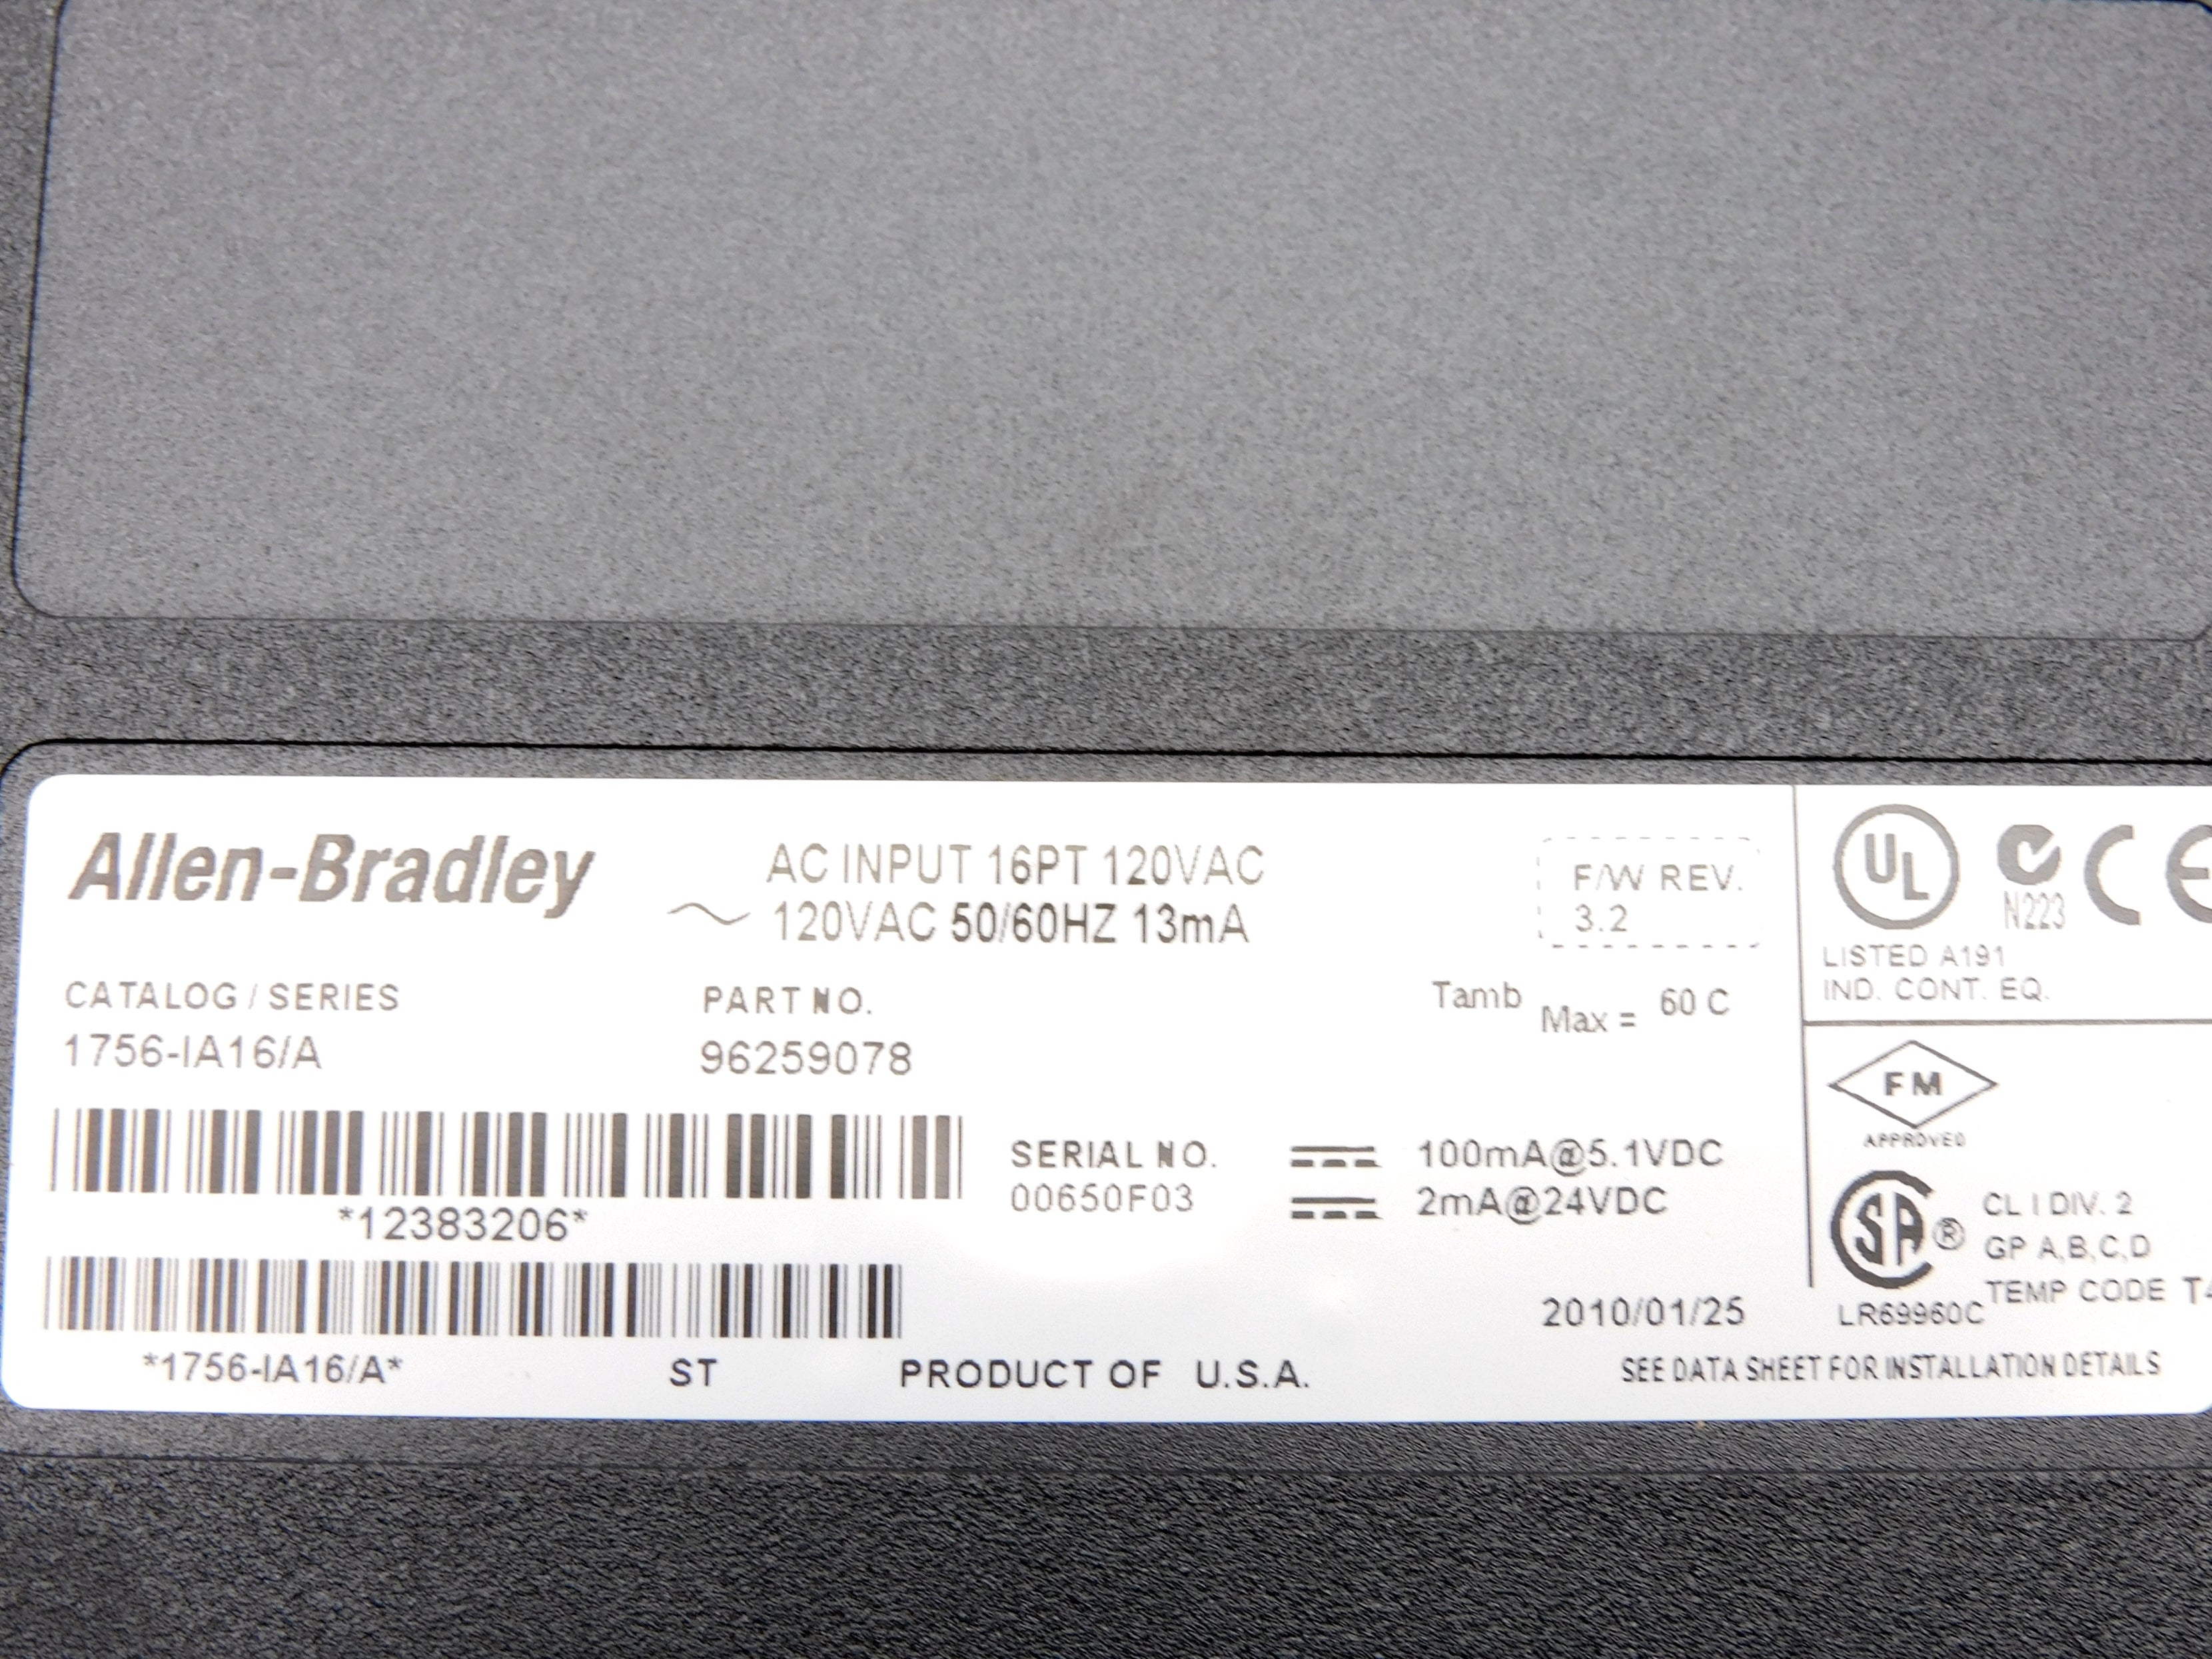 Allen-Bradley
AC INPUT 16PT 120VAC
120VAC 50/60HZ 13mA
F/W REV.
3.2
CATALOG / SERIES
1756-IA16/A
PART NO.
96259078
Tamb Max = 60 C
*12383206*
SERIAL NO.
00650F03
100mA@5.1VDC
2mA@24VDC
*1756-IA16/A*
ST
PRODUCT OF U.S.A.
2010/01/25
UL
N223
CE
LISTED A191
IND. CONT. EQ.
FM
APPROVED
SA ®
CL I DIV. 2
GP A,B,C,D
TEMP CODE
LR69960C
SEE DATA SHEET FOR INSTALLATION DETAILS